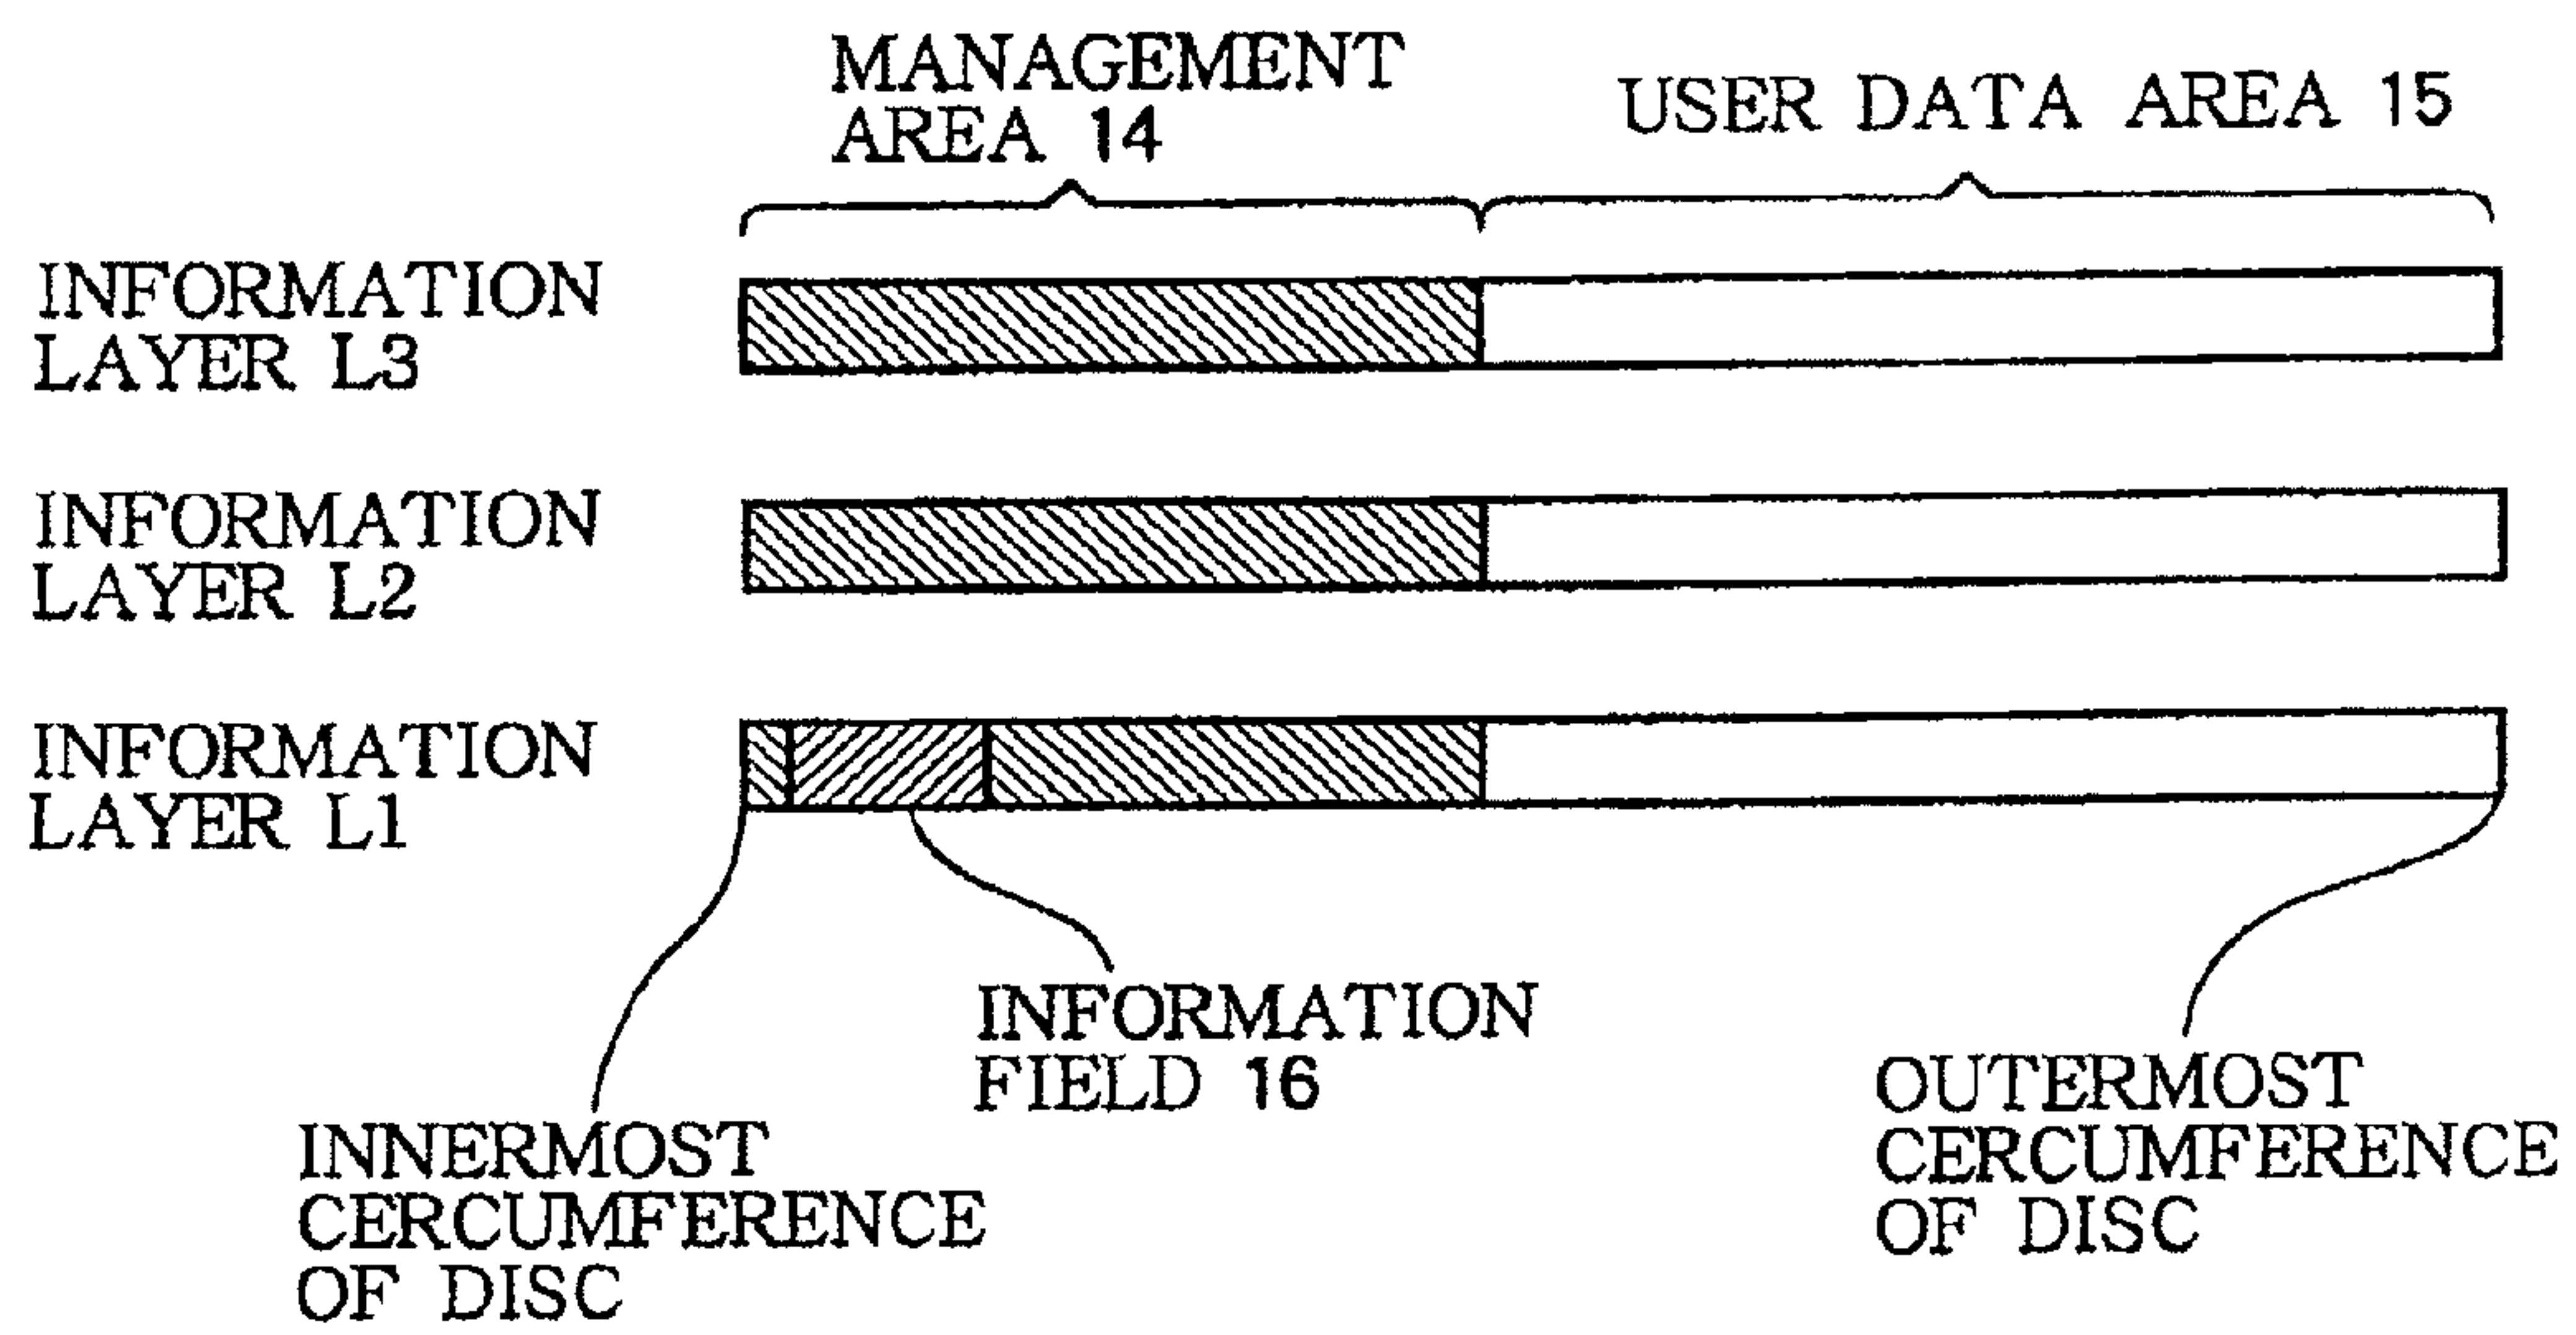 MANAGEMENT
AREA 14
USER DATA AREA 15
INFORMATION
LAYER L3
INFORMATION
LAYER L2
INFORMATION
LAYER L1
INFORMATION
FIELD 16
INNERMOST
CERCUMFERENCE
OF DISC
OUTERMOST
CERCUMFERENCE
OF DISC